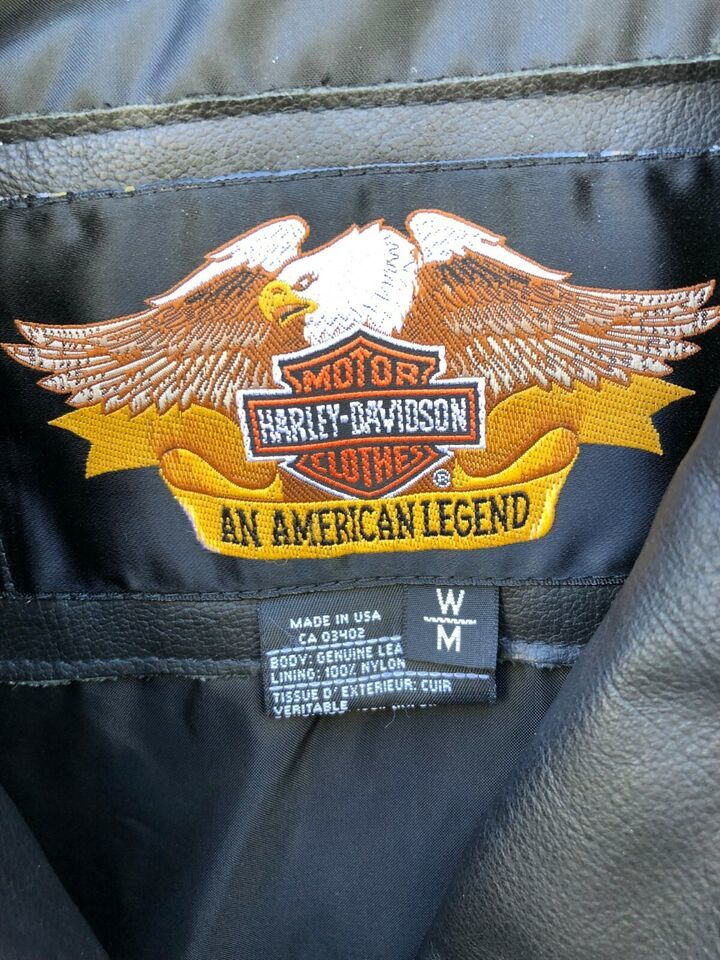 MOTOR
HARLEY-DAVIDSON
CLOTHES
®
AN AMERICAN LEGEND
W
M
MADE IN USA
CA 03402
BODY: GENUINE LEA
LINING: 100% NYLON
TISSUE D'EXTERIEUR: CUIR
VERITABLE